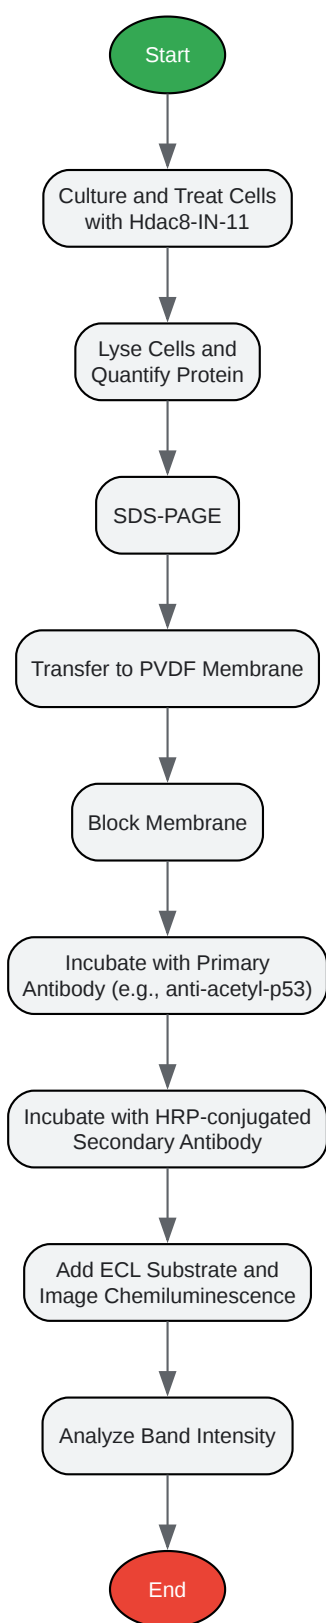 Start
Culture and Treat Cells
with Hdac8-IN-11
Lyse Cells and
Quantify Protein
SDS-PAGE
Transfer to PVDF Membrane
Block Membrane
Incubate with Primary
Antibody (e.g., anti-acetyl-p53)
Incubate with HRP-conjugated
Secondary Antibody
Add ECL Substrate and
Image Chemiluminescence
Analyze Band Intensity
End